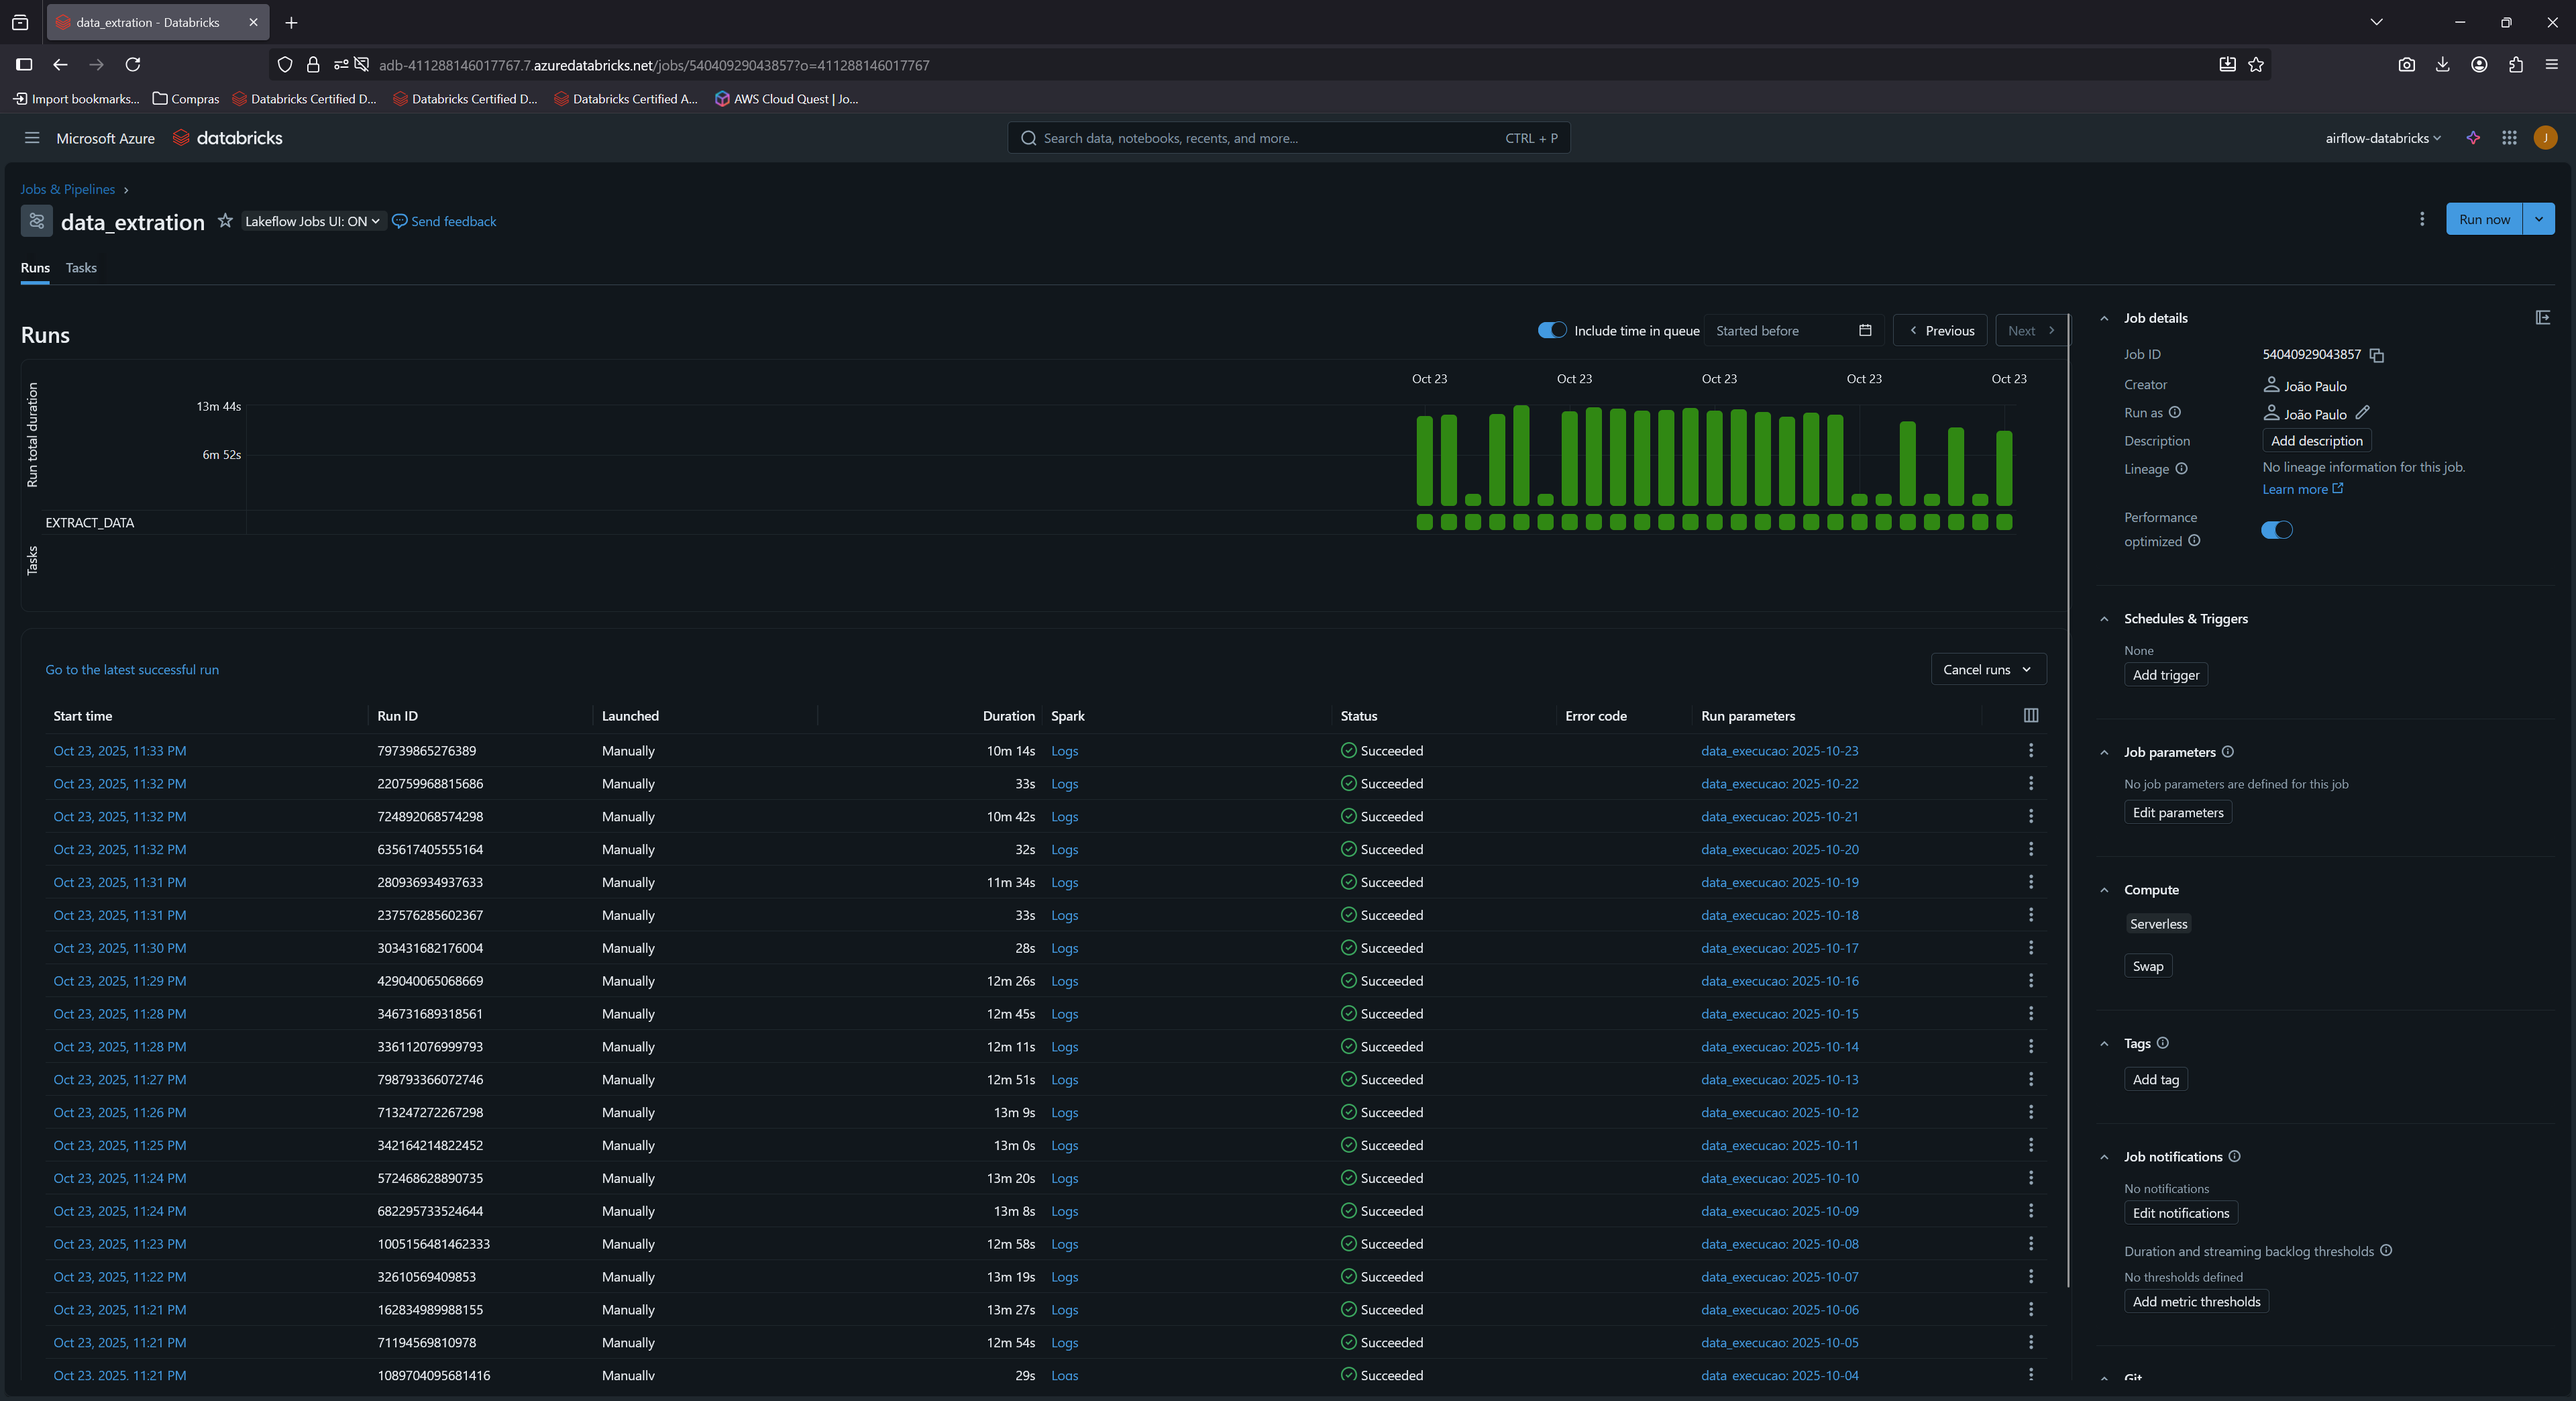 data_extration - Databricks
adb-411288146017767.7.azuredatabricks.net/jobs/54040929043857?o=411288146017767
Import bookmarks... Compras Databricks Certified D... Databricks Certified D... Databricks Certified A... AWS Cloud Quest | Jo...
Microsoft Azure databricks Search data, notebooks, recents, and more... CTRL + P airflow-databricks J
Jobs & Pipelines
data_extration Lakeflow Jobs UI: ON Send feedback Run now
Runs Tasks
Runs
Include time in queue Started before Previous Next
Oct 23 Oct 23 Oct 23 Oct 23 Oct 23
Run total duration
13m 44s
6m 52s
EXTRACT_DATA
Tasks
Go to the latest successful run Cancel runs
Start time Run ID Launched Duration Spark Status Error code Run parameters
Oct 23, 2025, 11:33 PM 79739865276389 Manually 10m 14s Logs Succeeded data_execucao: 2025-10-23
Oct 23, 2025, 11:32 PM 220759968815686 Manually 33s Logs Succeeded data_execucao: 2025-10-22
Oct 23, 2025, 11:32 PM 724892068574298 Manually 10m 42s Logs Succeeded data_execucao: 2025-10-21
Oct 23, 2025, 11:32 PM 635617405555164 Manually 32s Logs Succeeded data_execucao: 2025-10-20
Oct 23, 2025, 11:31 PM 280936934937633 Manually 11m 34s Logs Succeeded data_execucao: 2025-10-19
Oct 23, 2025, 11:31 PM 237576285602367 Manually 33s Logs Succeeded data_execucao: 2025-10-18
Oct 23, 2025, 11:30 PM 303431682176004 Manually 28s Logs Succeeded data_execucao: 2025-10-17
Oct 23, 2025, 11:29 PM 429040065068669 Manually 12m 26s Logs Succeeded data_execucao: 2025-10-16
Oct 23, 2025, 11:28 PM 346731689318561 Manually 12m 45s Logs Succeeded data_execucao: 2025-10-15
Oct 23, 2025, 11:28 PM 336112076999793 Manually 12m 11s Logs Succeeded data_execucao: 2025-10-14
Oct 23, 2025, 11:27 PM 798793366072746 Manually 12m 51s Logs Succeeded data_execucao: 2025-10-13
Oct 23, 2025, 11:26 PM 713247272267298 Manually 13m 9s Logs Succeeded data_execucao: 2025-10-12
Oct 23, 2025, 11:25 PM 342164214822452 Manually 13m 0s Logs Succeeded data_execucao: 2025-10-11
Oct 23, 2025, 11:24 PM 572468628890735 Manually 13m 20s Logs Succeeded data_execucao: 2025-10-10
Oct 23, 2025, 11:24 PM 682295733524644 Manually 13m 8s Logs Succeeded data_execucao: 2025-10-09
Oct 23, 2025, 11:23 PM 1005156481462333 Manually 12m 58s Logs Succeeded data_execucao: 2025-10-08
Oct 23, 2025, 11:22 PM 32610569409853 Manually 13m 19s Logs Succeeded data_execucao: 2025-10-07
Oct 23, 2025, 11:21 PM 162834989988155 Manually 13m 27s Logs Succeeded data_execucao: 2025-10-06
Oct 23, 2025, 11:21 PM 71194569810978 Manually 12m 54s Logs Succeeded data_execucao: 2025-10-05
Oct 23, 2025, 11:21 PM 1089704095681416 Manually 29s Logs Succeeded data_execucao: 2025-10-04
Job details
Job ID 54040929043857
Creator João Paulo
Run as João Paulo
Description Add description
Lineage No lineage information for this job.
Learn more
Performance
optimized
Schedules & Triggers
None
Add trigger
Job parameters
No job parameters are defined for this job
Edit parameters
Compute
Serverless
Swap
Tags
Add tag
Job notifications
No notifications
Edit notifications
Duration and streaming backlog thresholds
No thresholds defined
Add metric thresholds
Git